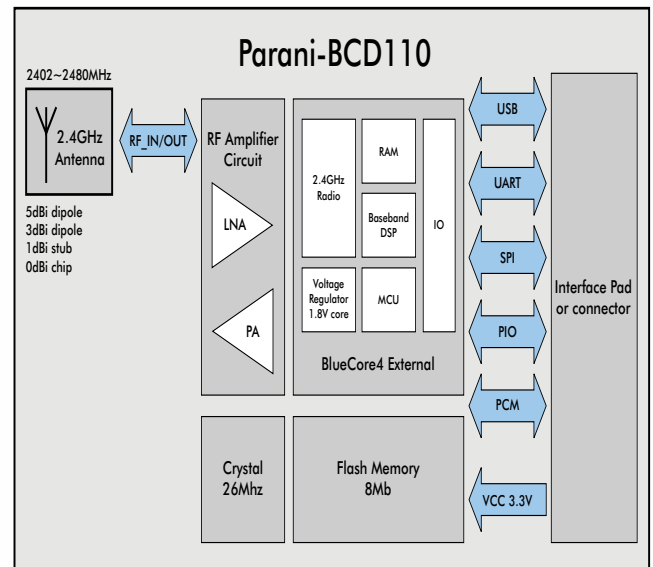 Parani-BCD110
2402~2480MHz
2.4GHz
Antenna
5dBi dipole
3dBi dipole
1dBi stub
0dBi chip
RF_IN/OUT
RF Amplifier
Circuit
LNA
PA
2.4GHz
Radio
RAM
Baseband
DSP
IO
Voltage
Regulator
1.8V core
MCU
BlueCore4 External
Crystal
26Mhz
Flash Memory
8Mb
USB
UART
SPI
PIO
PCM
VCC 3.3V
Interface Pad
or connector